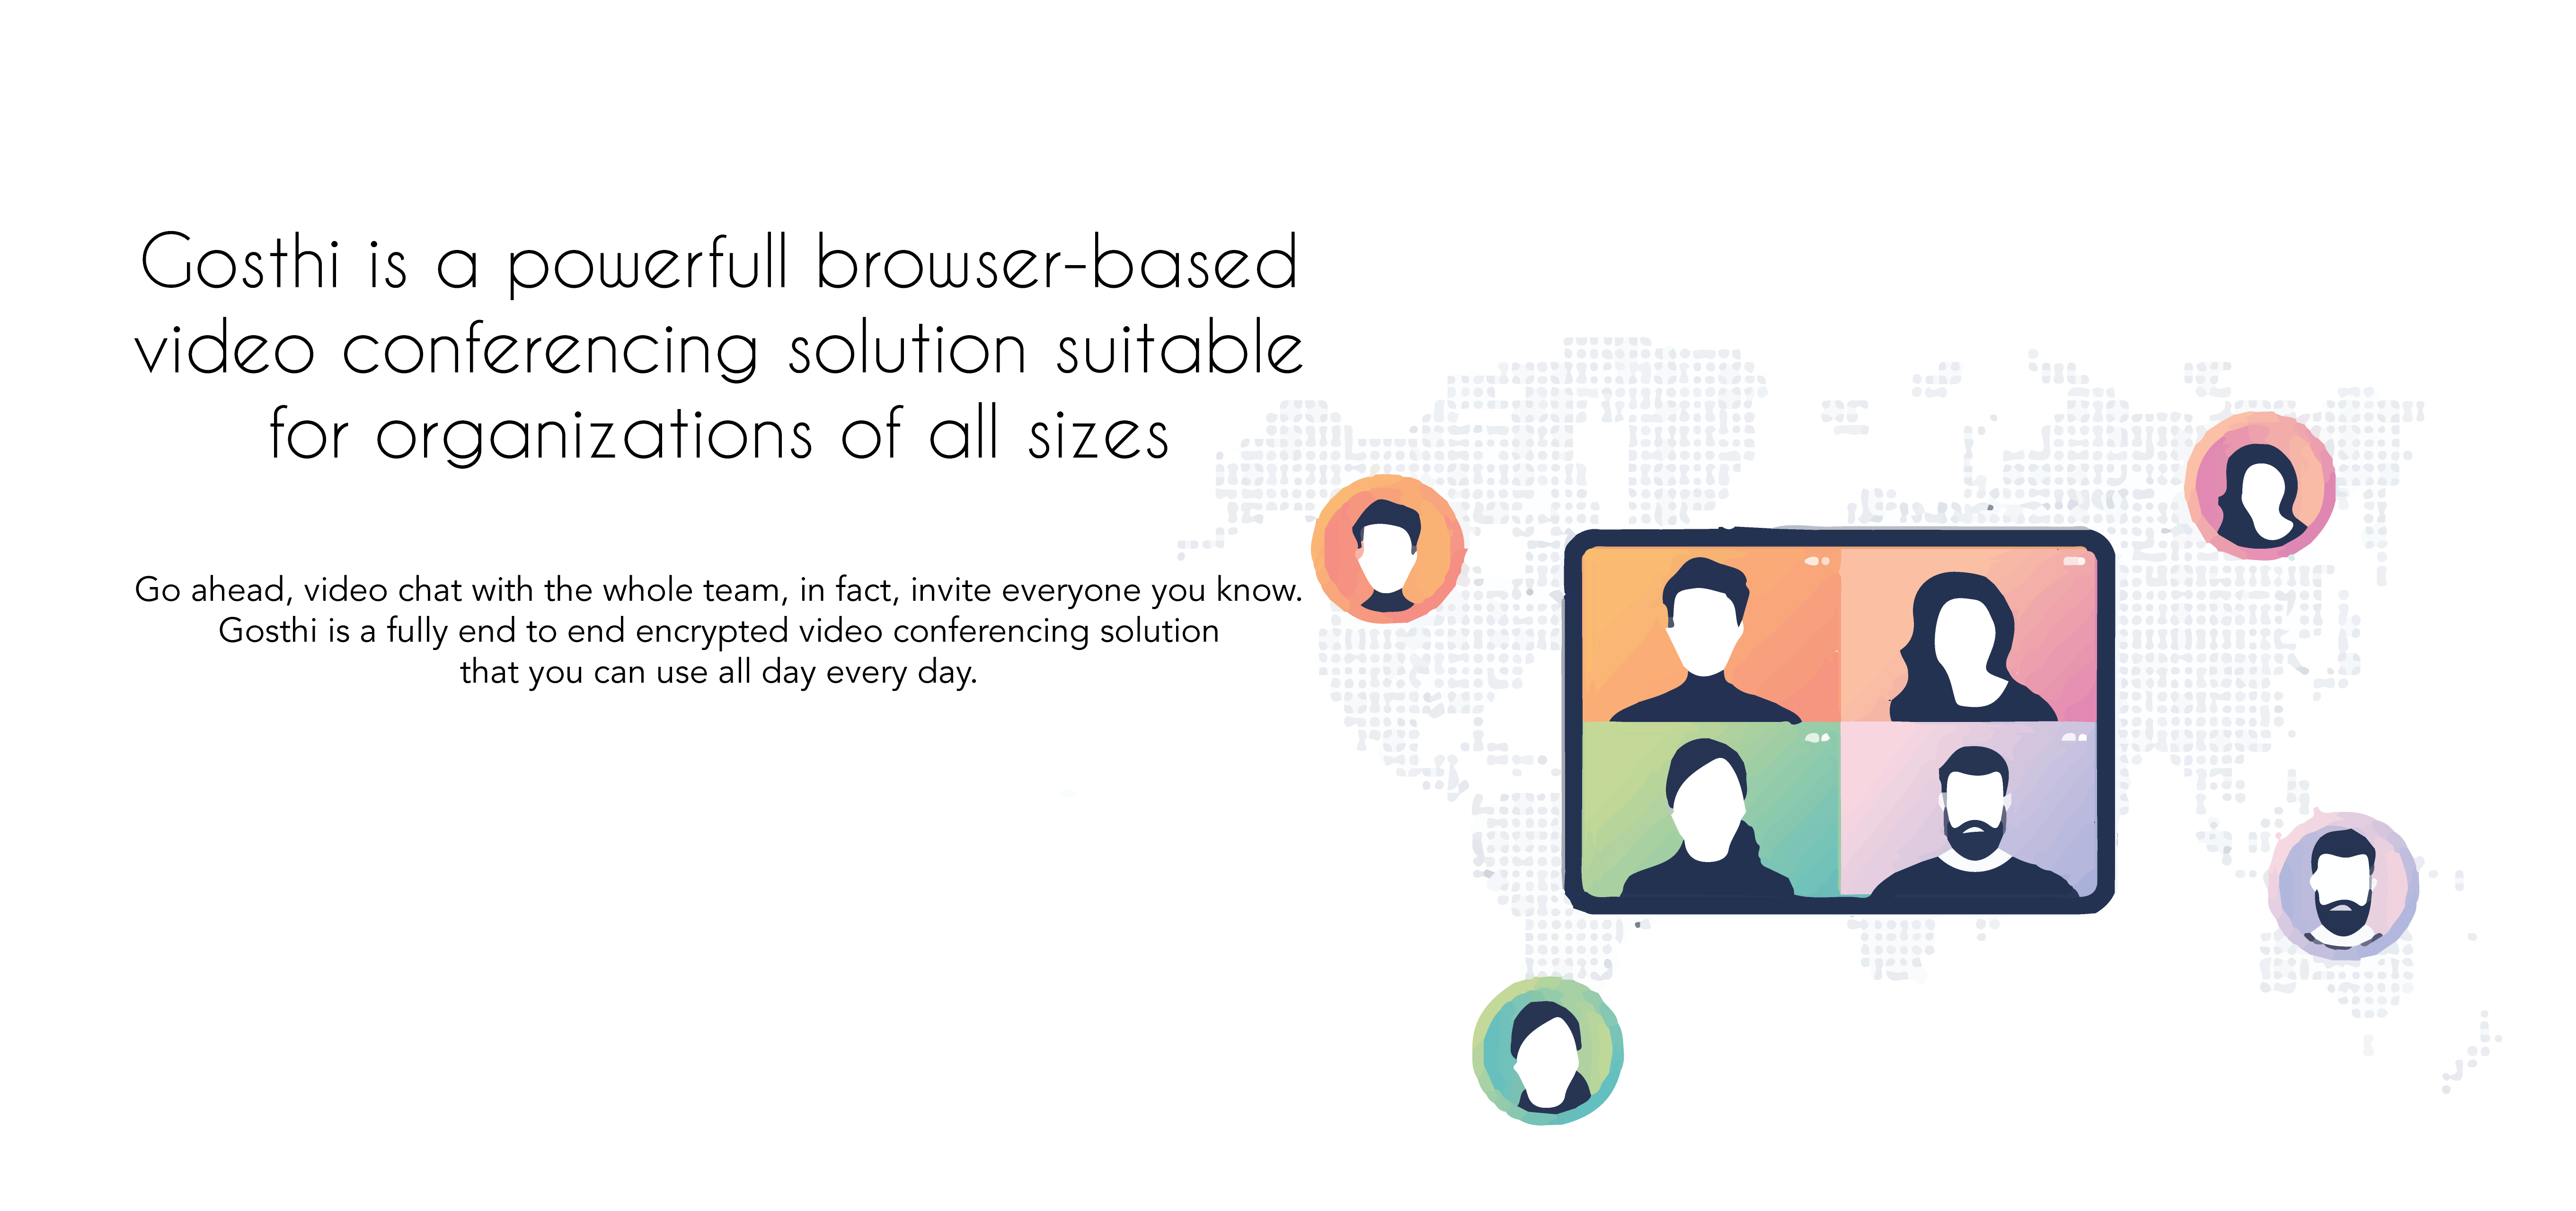 Gosthi is a powerfull browser-based
video conferencing solution suitable
for organizations of all sizes
Go ahead, video chat with the whole team, in fact, invite everyone you know.
Gosthi is a fully end to end encrypted video conferencing solution
that you can use all day every day.